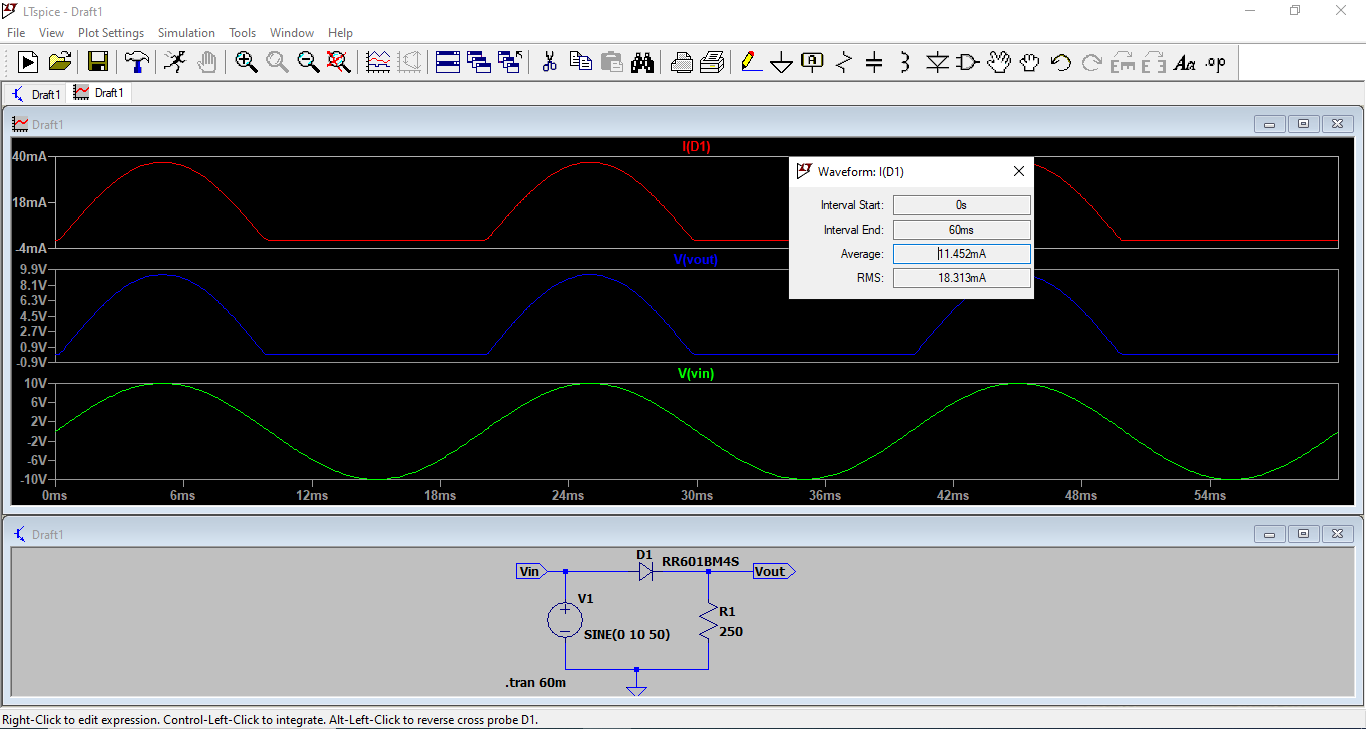 LTspice - Draft1
File View Plot Settings Simulation Tools Window Help
A
Aa .op
Draft1 Draft1
Draft1
I(D1)
40mA
18mA
-4mA
V(vout)
9.9V
8.1V
6.3V
4.5V
2.7V
0.9V
-0.9V
V(vin)
10V
6V
2V
-2V
-6V
-10V
0ms 6ms 12ms 18ms 24ms 30ms 36ms 42ms 48ms 54ms
Waveform: I(D1)
Interval Start: 0s
Interval End: 60ms
Average: 11.452mA
RMS: 18.313mA
Draft1
D1
RR601BM4S
Vin
Vout
V1
R1
SINE(0 10 50)
250
.tran 60m
Right-Click to edit expression. Control-Left-Click to integrate. Alt-Left-Click to reverse cross probe D1.